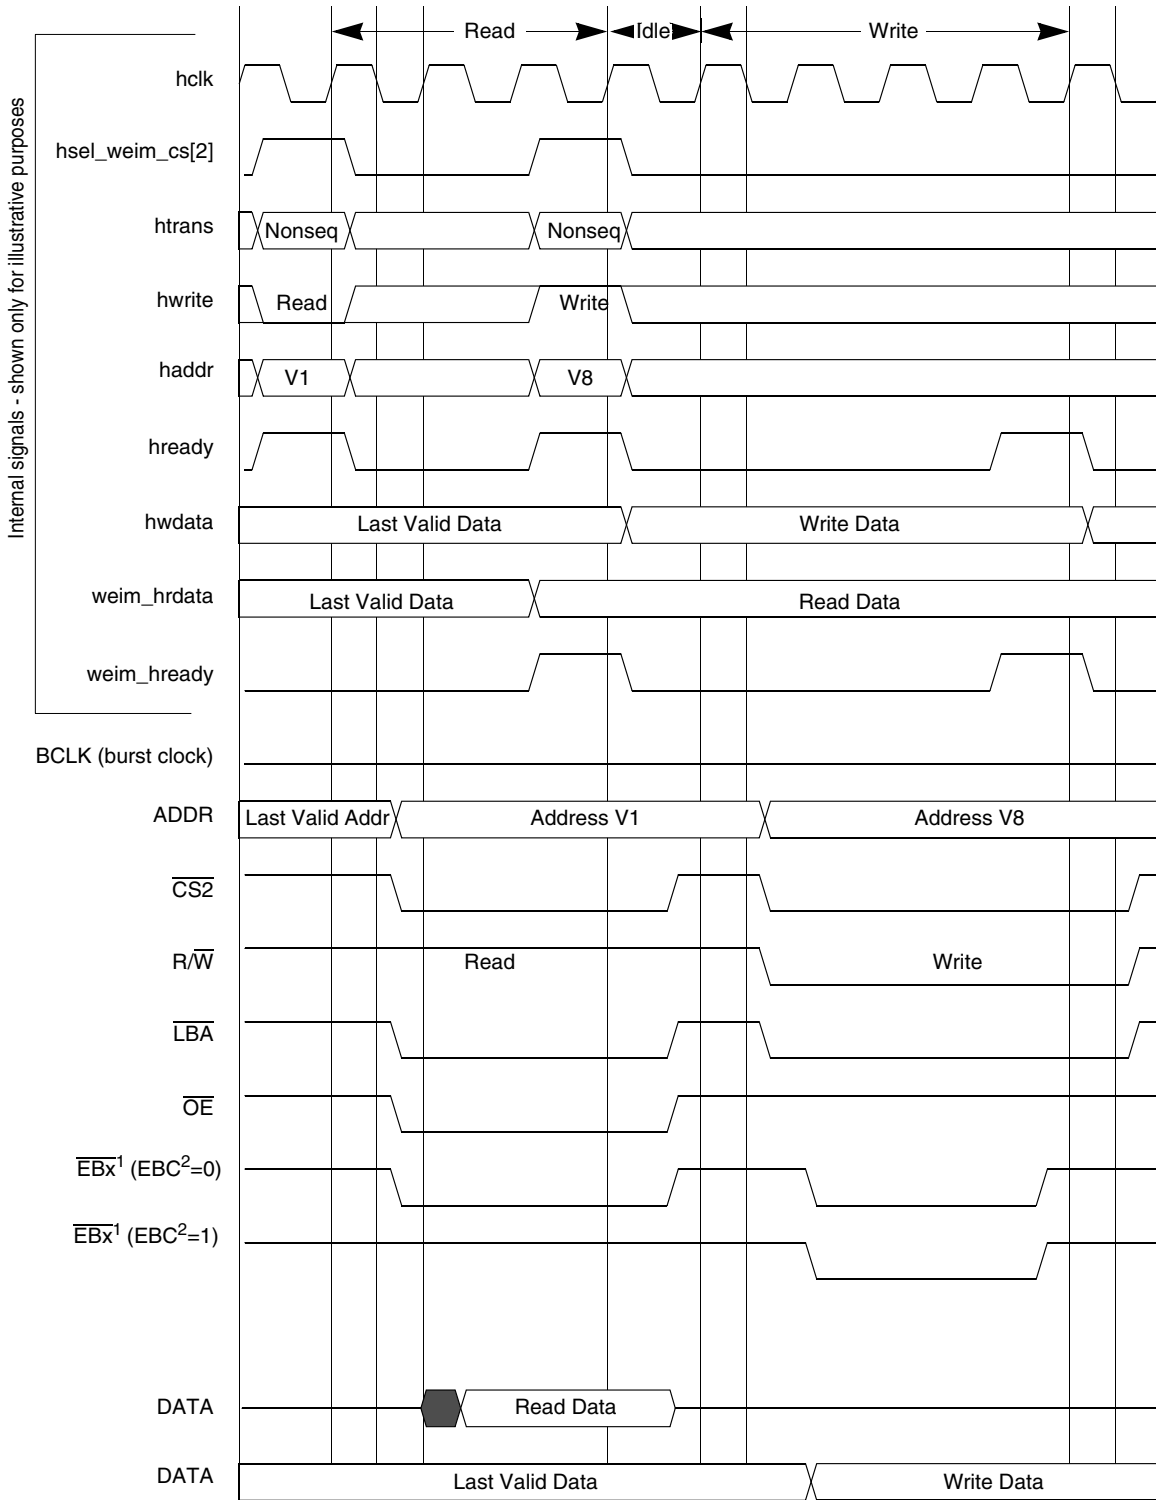 Read Idle Write
Internal signals - shown only for illustrative purposes
hclk
hsel_weim_cs[2]
htrans Nonseq Nonseq
hwrite Read Write
haddr V1 V8
hready
hwdata Last Valid Data Write Data
weim_hrdata Last Valid Data Read Data
weim_hready
BCLK (burst clock)
ADDR Last Valid Addr Address V1 Address V8
CS2
R/W Read Write
LBA
OE
EBx1 (EBC2=0)
EBx1 (EBC2=1)
DATA Read Data
DATA Last Valid Data Write Data